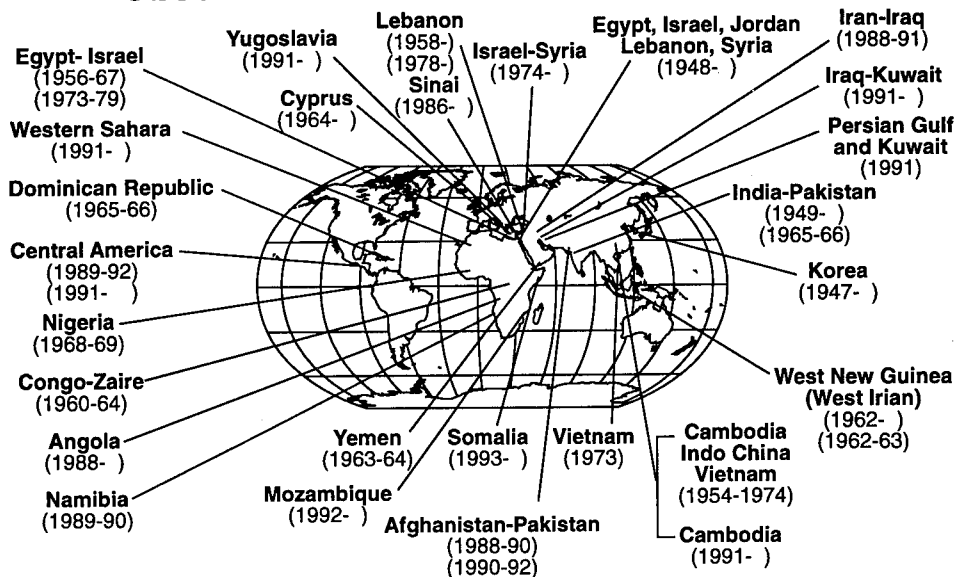 Egypt- Israel
(1956-67)
(1973-79)
Yugoslavia
(1991- )
Lebanon
(1958-)
(1978-)
Sinai
(1986- )
Israel-Syria
(1974- )
Egypt, Israel, Jordan
Lebanon, Syria
(1948- )
Iran-Iraq
(1988-91)
Iraq-Kuwait
(1991- )
Cyprus
(1964- )
Western Sahara
(1991- )
Persian Gulf
and Kuwait
(1991)
Dominican Republic
(1965-66)
India-Pakistan
(1949- )
(1965-66)
Central America
(1989-92)
(1991- )
Korea
(1947- )
Nigeria
(1968-69)
Congo-Zaire
(1960-64)
West New Guinea
(West Irian)
(1962- )
(1962-63)
Angola
(1988- )
Yemen
(1963-64)
Somalia
(1993- )
Vietnam
(1973)
Cambodia
Indo China
Vietnam
(1954-1974)
Namibia
(1989-90)
Mozambique
(1992- )
Afghanistan-Pakistan
(1988-90)
(1990-92)
Cambodia
(1991- )